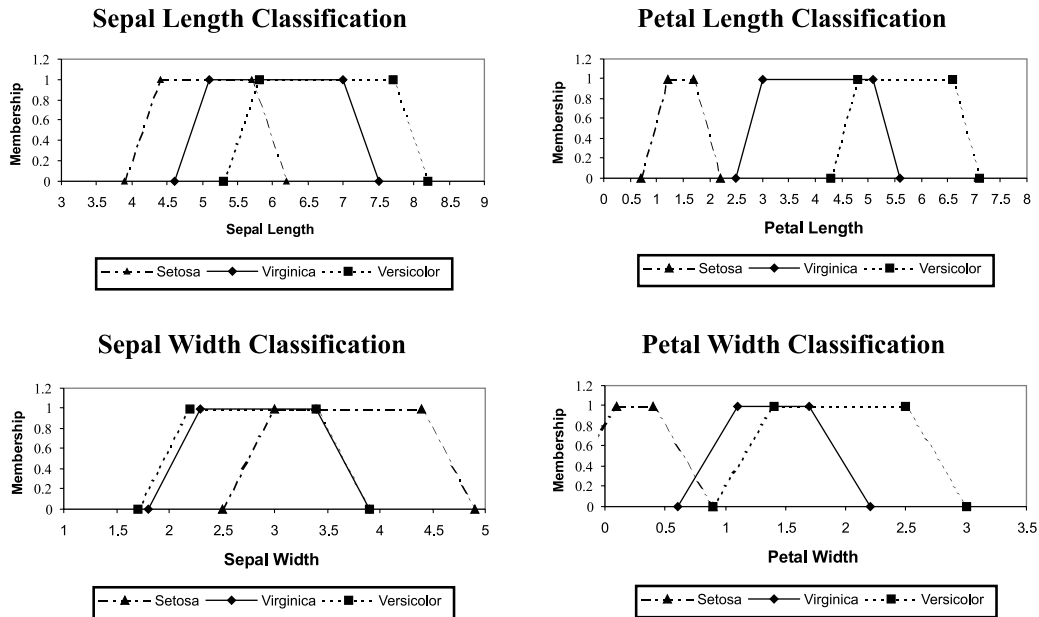 Sepal Length Classification
Membership
1.2
1
0.8
0.6
0.4
0.2
0
3 3.5 4 4.5 5 5.5 6 6.5 7 7.5 8 8.5 9
Sepal Length
Setosa Virginica Versicolor
Petal Length Classification
Membership
1.2
1
0.8
0.6
0.4
0.2
0
0 0.5 1 1.5 2 2.5 3 3.5 4 4.5 5 5.5 6 6.5 7 7.5 8
Petal Length
Setosa Virginica Versicolor
Sepal Width Classification
Membership
1.2
1
0.8
0.6
0.4
0.2
0
1 1.5 2 2.5 3 3.5 4 4.5 5
Sepal Width
Setosa Virginica Versicolor
Petal Width Classification
Membership
1.2
1
0.8
0.6
0.4
0.2
0
0 0.5 1 1.5 2 2.5 3 3.5
Petal Width
Setosa Virginica Versicolor